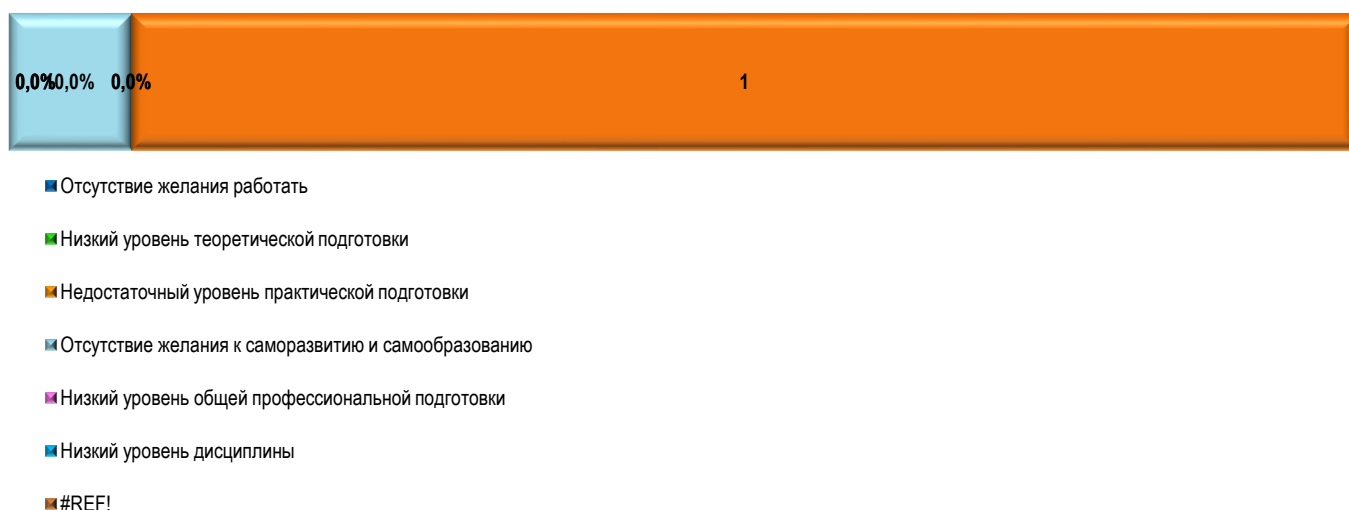 0,0%0,0% 0,0% 1
Отсутствие желания работать
Низкий уровень теоретической подготовки
Недостаточный уровень практической подготовки
Отсутствие желания к саморазвитию и самообразованию
Низкий уровень общей профессиональной подготовки
Низкий уровень дисциплины
#REF!